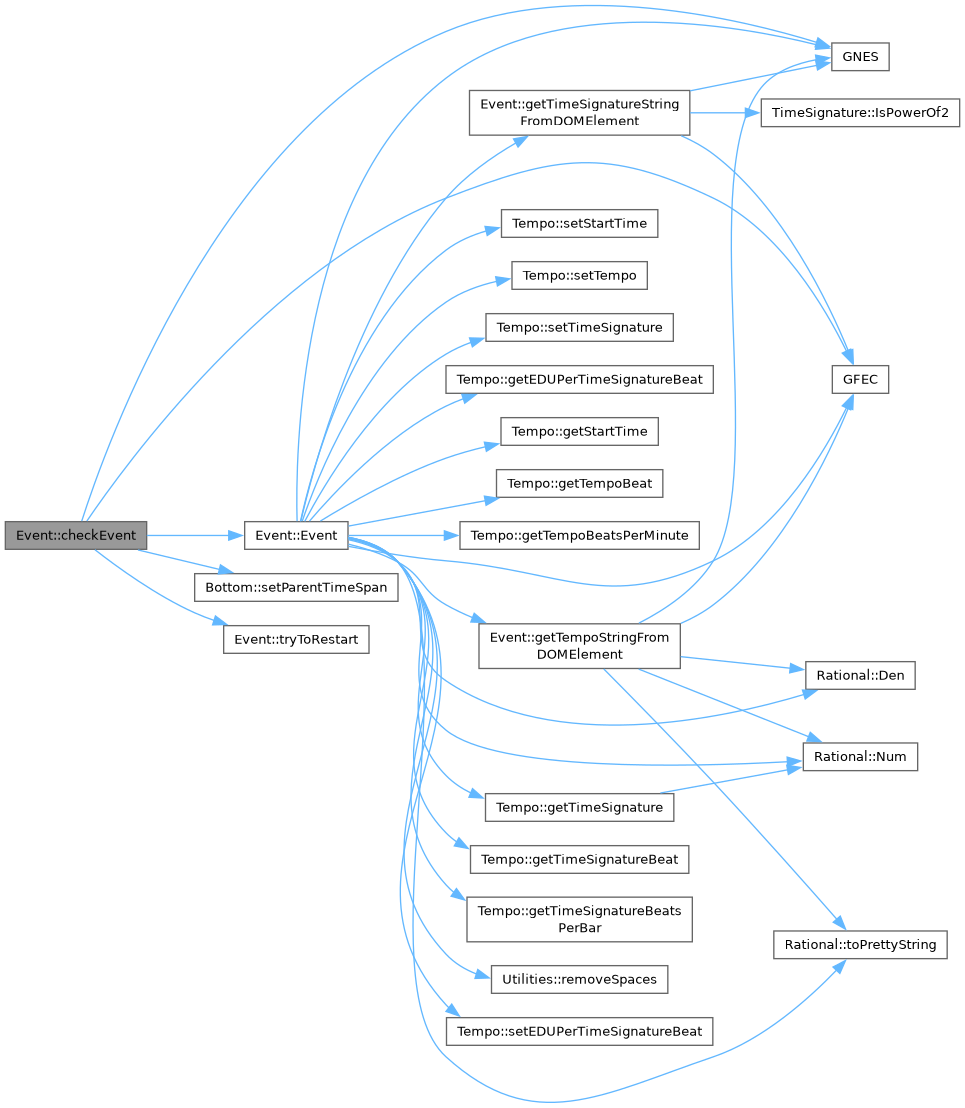 GNES
Event::getTimeSignatureString
FromDOMElement
TimeSignature::IsPowerOf2
Tempo::setStartTime
Tempo::setTempo
Tempo::setTimeSignature
Tempo::getEDUPerTimeSignatureBeat
GFEC
Tempo::getStartTime
Tempo::getTempoBeat
Event::checkEvent
Event::Event
Tempo::getTempoBeatsPerMinute
Bottom::setParentTimeSpan
Event::tryToRestart
Event::getTempoStringFrom
DOMElement
Rational::Den
Rational::Num
Tempo::getTimeSignature
Tempo::getTimeSignatureBeat
Tempo::getTimeSignatureBeats
PerBar
Rational::toPrettyString
Utilities::removeSpaces
Tempo::setEDUPerTimeSignatureBeat